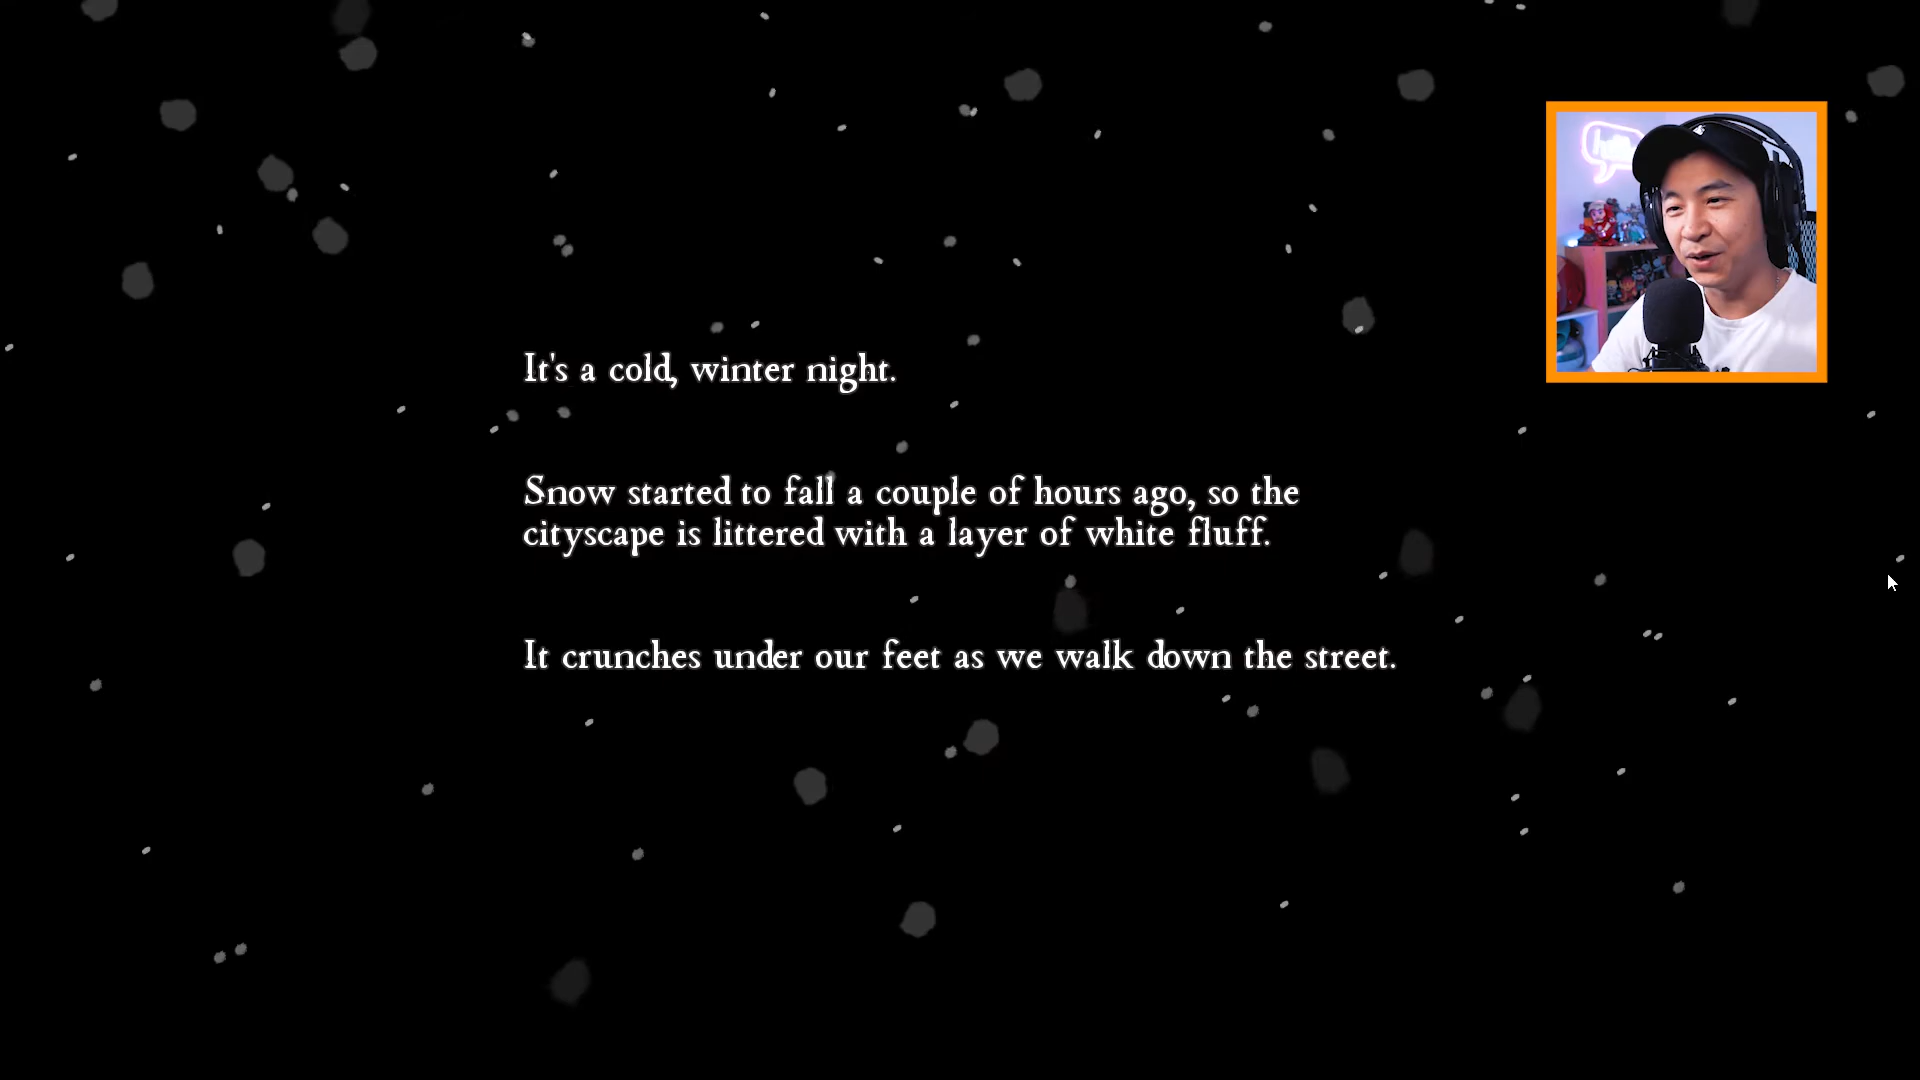 It's a cold, winter night.
Snow started to fall a couple of hours ago, so the
cityscape is littered with a layer of white fluff.
It crunches under our feet as we walk down the street.